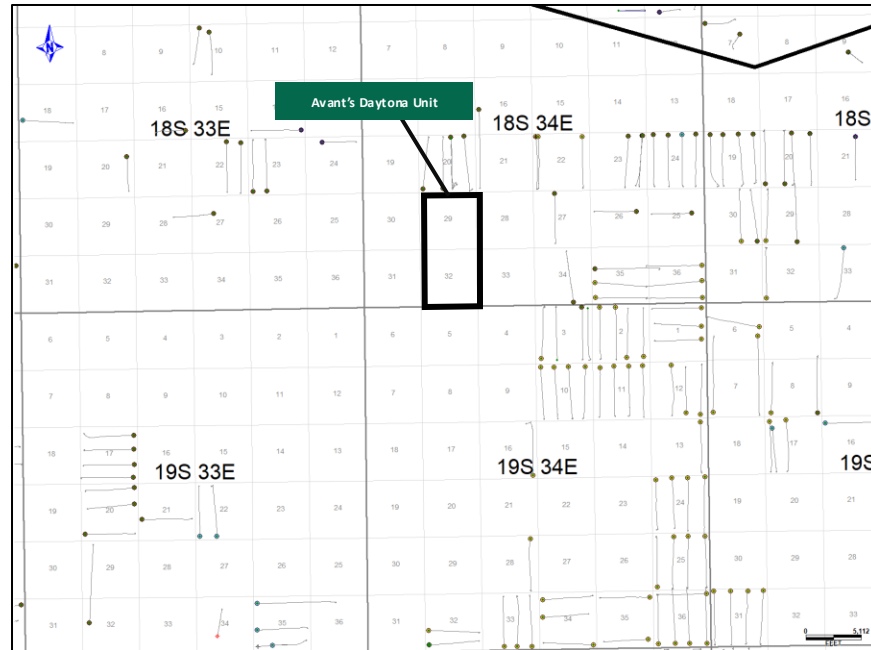 N
8 9 10 11 12 8 9 10 11 12 7 8 9
Avant's Daytona Unit
18 17 16 15 16 15 14 13 18 17 16
18S 33E 18S 34E 18S
19 20 21 22 23 24 19 20 21 22 23 24 19 20 21
30 29 28 27 26 25 30 29 28 27 26 25 30 29 28
31 32 33 34 35 36 31 32 33 34 35 36 31 32 33
6 5 4 3 2 1 6 5 4 3 2 6 5 4
7 8 9 10 11 12 7 8 9 10 11 12 7 8 9
18 17 16 15 14 13 18 17 16 15 14 13 18 17 16
19S 33E 19S 34E 19S
19 20 21 22 23 24 19 20 21 22 23 24 19 20 21
30 29 28 27 26 25 30 29 28 27 26 25 30 29 28
31 32 33 34 35 36 31 32 33 34 35 36 31 32 33
0 5,112
FEET